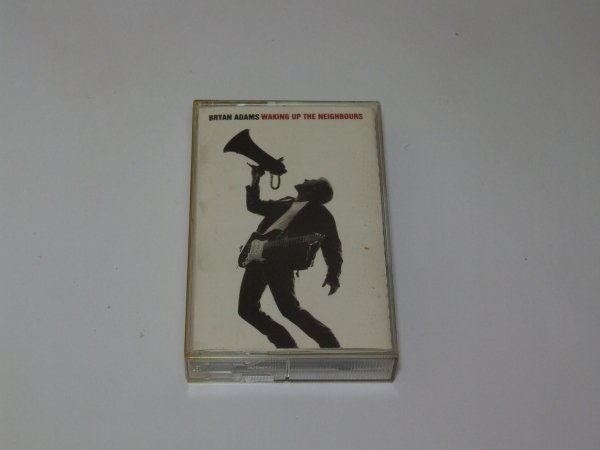 BRYAN ADAMS WAKING UP THE NEIGHBOURS